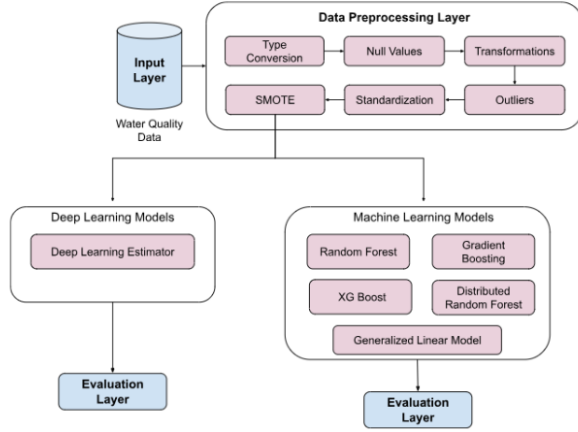 Data Preprocessing Layer
Input
Layer
Type
Conversion
Null Values
Transformations
SMOTE
Standardization
Outliers
Water Quality
Data
Deep Learning Models
Deep Learning Estimator
Machine Learning Models
Random Forest
Gradient
Boosting
XG Boost
Distributed
Random Forest
Generalized Linear Model
Evaluation
Layer
Evaluation
Layer